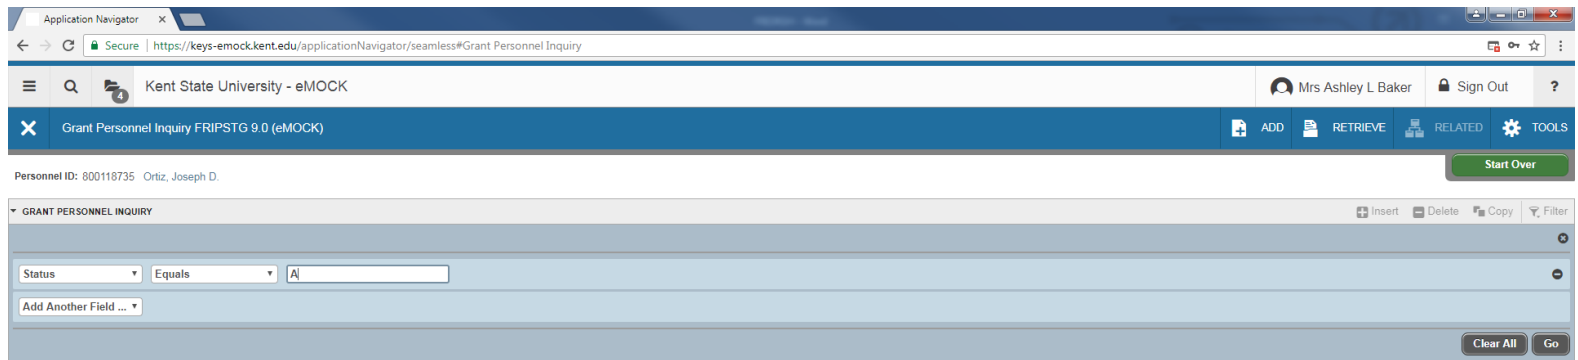 Application Navigator
Secure | https://keys-emock.kent.edu/applicationNavigator/seamless#Grant Personnel Inquiry
4 Kent State University - eMOCK Mrs Ashley L Baker Sign Out ?
Grant Personnel Inquiry FRIPSTG 9.0 (eMOCK) ADD RETRIEVE RELATED TOOLS
Start Over
Personnel ID: 800118735 Ortiz, Joseph D.
GRANT PERSONNEL INQUIRY Insert Delete Copy Filter
Status Equals A
Add Another Field ...
Clear All Go